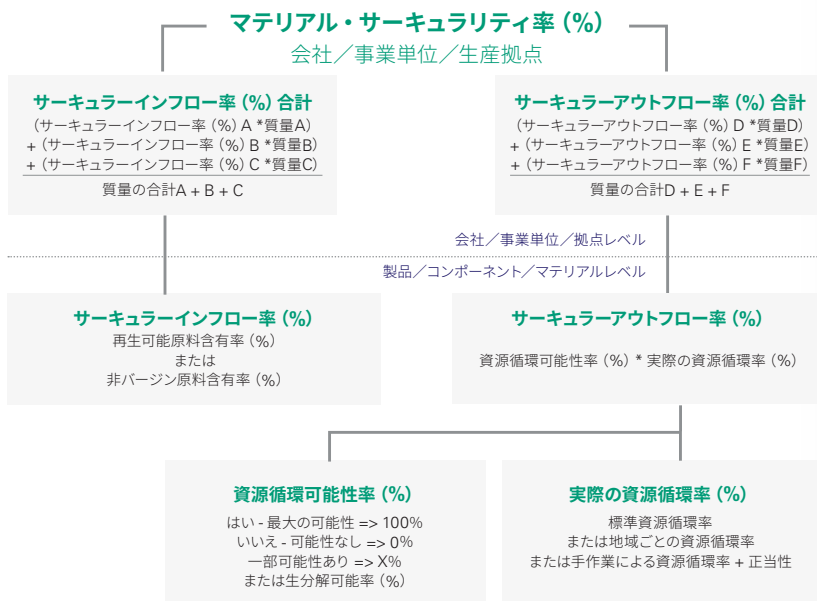 マテリアル・サーキュラリティ率（%）
会社／事業単位／生産拠点
サーキュラーインフロー率（%）合計
（サーキュラーインフロー率（%）A *質量A）
+（サーキュラーインフロー率（%）B *質量B）
+（サーキュラーインフロー率（%）C *質量C）
質量の合計A + B + C
サーキュラーアウトフロー率（%）合計
（サーキュラーアウトフロー率（%）D *質量D）
+（サーキュラーアウトフロー率（%）E *質量E）
+（サーキュラーアウトフロー率（%）F *質量F）
質量の合計D + E + F
会社／事業単位／拠点レベル
製品／コンポーネント／マテリアルレベル
サーキュラーインフロー率（%）
再生可能原料含有率（%）
または
非バージン原料含有率（%）
サーキュラーアウトフロー率（%）
資源循環可能性率（%）* 実際の資源循環率（%）
資源循環可能性率（%）
はい - 最大の可能性 => 100%
いいえ - 可能性なし => 0%
一部可能性あり => X%
または生分解可能率（%）
実際の資源循環率（%）
標準資源循環率
または地域ごとの資源循環率
または手作業による資源循環率 + 正当性